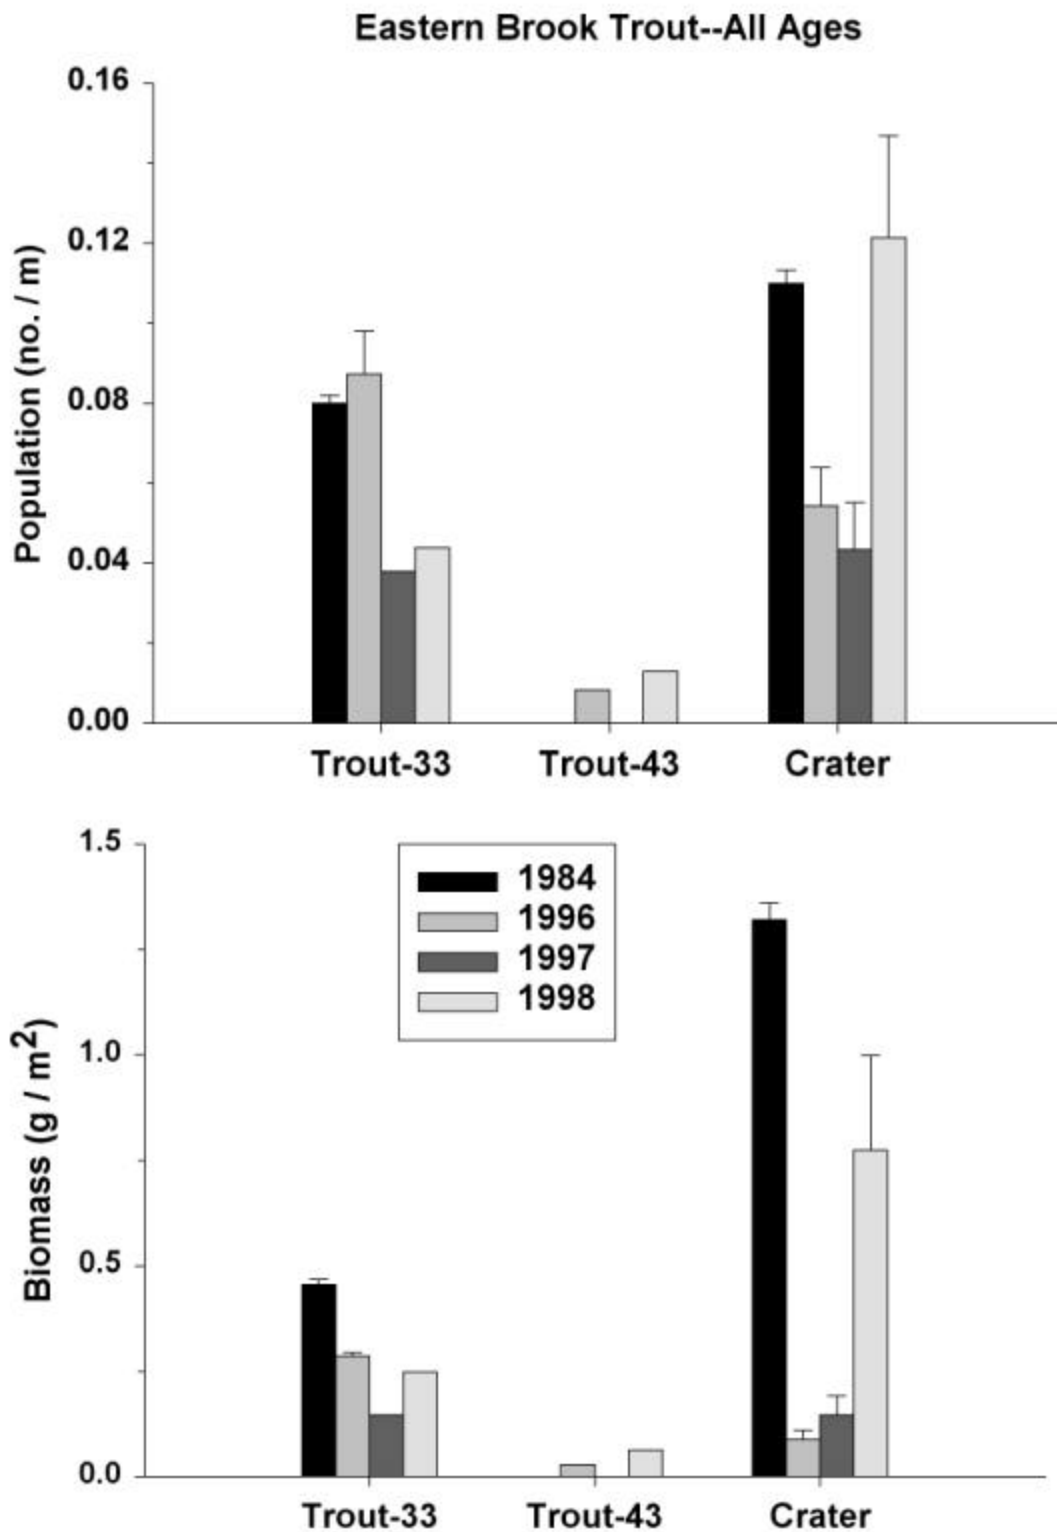 Eastern Brook Trout--All Ages
Population (no. / m)
0.16
0.12
0.08
0.04
0.00
Trout-33 Trout-43 Crater
Biomass (g / m²)
1.5
1.0
0.5
0.0
1984
1996
1997
1998
Trout-33 Trout-43 Crater